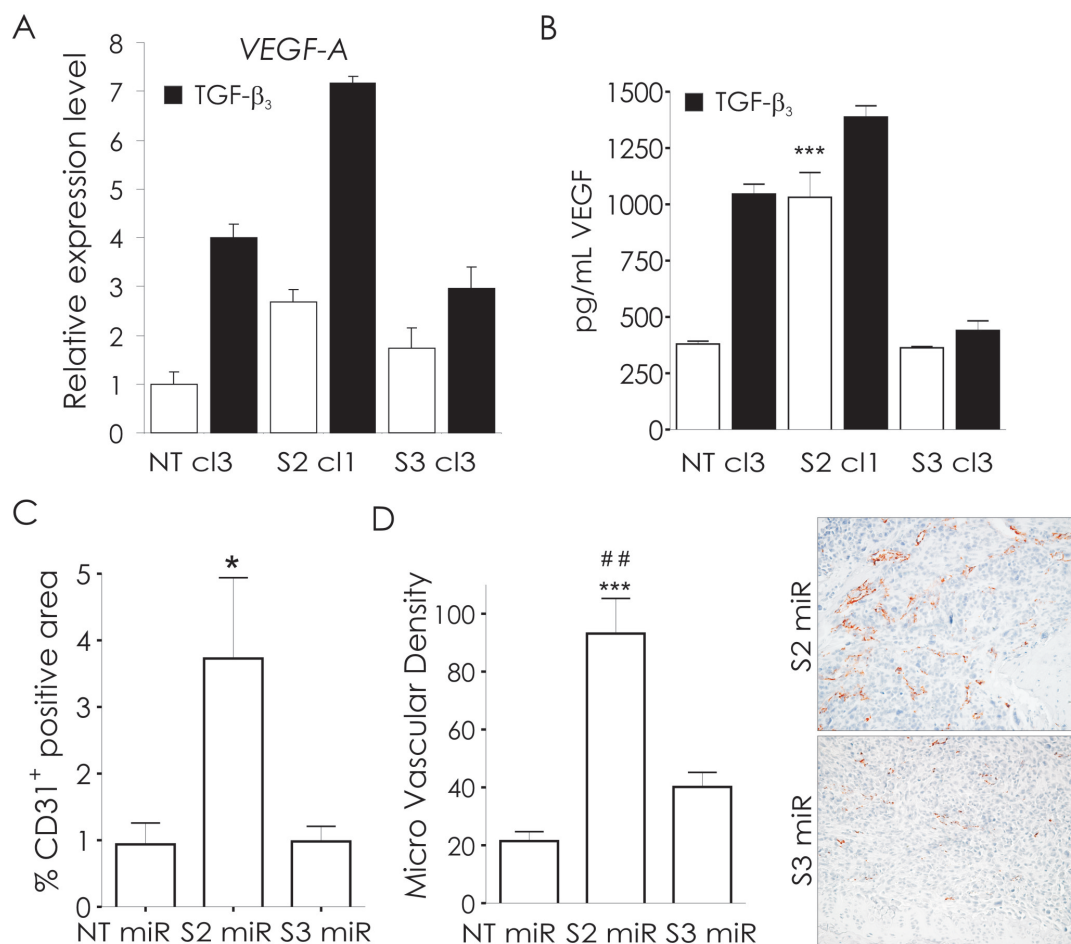 A
VEGF-A
TGF-β₃
Relative expression level
8
7
6
5
4
3
2
1
0
NT cl3 S2 cl1 S3 cl3
B
TGF-β₃
***
pg/mL VEGF
1500
1250
1000
750
500
250
0
NT cl3 S2 cl1 S3 cl3
C
*
% CD31⁺ positive area
5
4
3
2
1
0
NT miR S2 miR S3 miR
D
##
***
Micro Vascular Density
100
80
60
40
20
0
NT miR S2 miR S3 miR
S2 miR
S3 miR